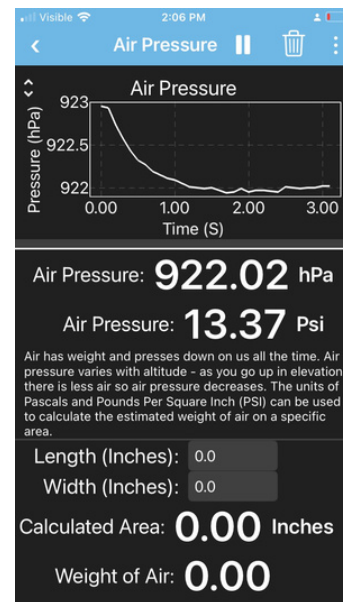 Visible 2:06 PM
Air Pressure
Air Pressure
923
922.5
922
Pressure (hPa)
0.00 1.00 2.00 3.00
Time (S)
Air Pressure: 922.02 hPa
Air Pressure: 13.37 Psi
Air has weight and presses down on us all the time. Air
pressure varies with altitude - as you go up in elevation
there is less air so air pressure decreases. The units of
Pascals and Pounds Per Square Inch (PSI) can be used
to calculate the estimated weight of air on a specific
area.
Length (Inches): 0.0
Width (Inches): 0.0
Calculated Area: 0.00 Inches
Weight of Air: 0.00